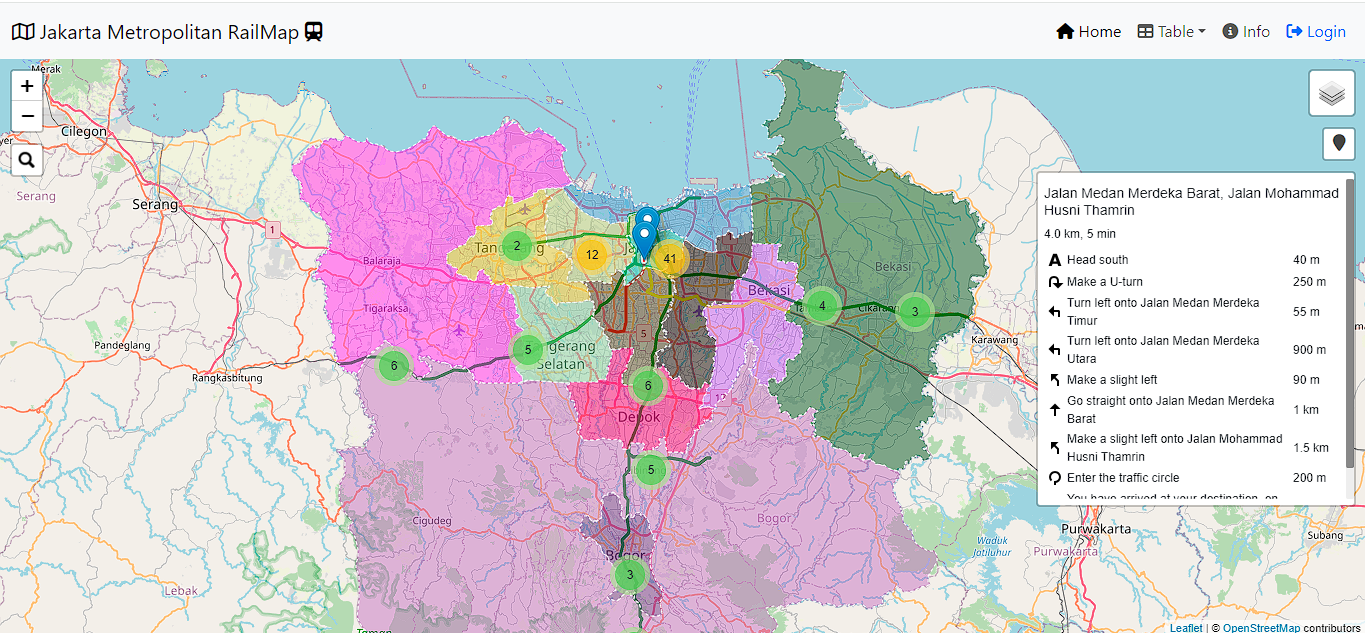 Jakarta Metropolitan RailMap
Home
Table
Info
Login
+
−
Merak
Cilegon
Serang
Serang
1
Balaraja
Tigaraksa
Pandeglang
Rangkasbitung
2
12
41
Bekasi
Bekasi
4
3
Cikarang
Karawang
5
6
5
gerang
Selatan
6
Depok
5
Cigudeg
Bogor
Bogor
3
Lebak
Taman
Waduk
Jatiluhur
Purwakarta
Purwakarta
Subang
Jalan Medan Merdeka Barat, Jalan Mohammad
Husni Thamrin
4.0 km, 5 min
Head south 40 m
Make a U-turn 250 m
Turn left onto Jalan Medan Merdeka
Timur 55 m
Turn left onto Jalan Medan Merdeka
Utara 900 m
Make a slight left 90 m
Go straight onto Jalan Medan Merdeka
Barat 1 km
Make a slight left onto Jalan Mohammad
Husni Thamrin 1.5 km
Enter the traffic circle 200 m
You have arrived at your destination, on
Leaflet | © OpenStreetMap contributors